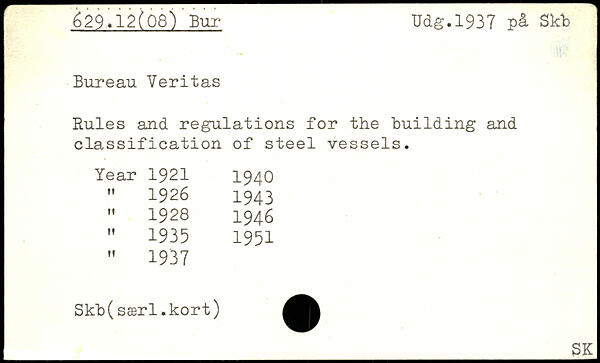 629.12(08) Bur Udg.1937 på Skb
Bureau Veritas
Rules and regulations for the building and
classification of steel vessels.
Year 1921 1940
" 1926 1943
" 1928 1946
" 1935 1951
" 1937
Skb(særl.kort)
SK